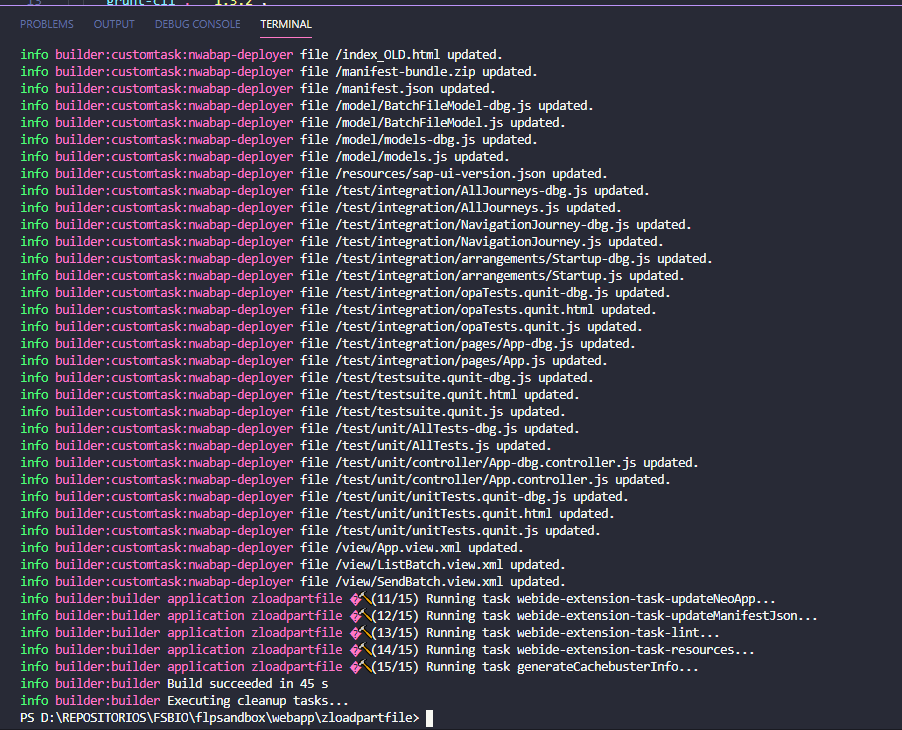 13 "grunt-cli": "1.3.2".
PROBLEMS OUTPUT DEBUG CONSOLE TERMINAL
info builder:customtask:nwabap-deployer file /index_OLD.html updated.
info builder:customtask:nwabap-deployer file /manifest-bundle.zip updated.
info builder:customtask:nwabap-deployer file /manifest.json updated.
info builder:customtask:nwabap-deployer file /model/BatchFileModel-dbg.js updated.
info builder:customtask:nwabap-deployer file /model/BatchFileModel.js updated.
info builder:customtask:nwabap-deployer file /model/models-dbg.js updated.
info builder:customtask:nwabap-deployer file /model/models.js updated.
info builder:customtask:nwabap-deployer file /resources/sap-ui-version.json updated.
info builder:customtask:nwabap-deployer file /test/integration/AllJourneys-dbg.js updated.
info builder:customtask:nwabap-deployer file /test/integration/AllJourneys.js updated.
info builder:customtask:nwabap-deployer file /test/integration/NavigationJourney-dbg.js updated.
info builder:customtask:nwabap-deployer file /test/integration/NavigationJourney.js updated.
info builder:customtask:nwabap-deployer file /test/integration/arrangements/Startup-dbg.js updated.
info builder:customtask:nwabap-deployer file /test/integration/arrangements/Startup.js updated.
info builder:customtask:nwabap-deployer file /test/integration/opaTests.qunit-dbg.js updated.
info builder:customtask:nwabap-deployer file /test/integration/opaTests.qunit.html updated.
info builder:customtask:nwabap-deployer file /test/integration/opaTests.qunit.js updated.
info builder:customtask:nwabap-deployer file /test/integration/pages/App-dbg.js updated.
info builder:customtask:nwabap-deployer file /test/integration/pages/App.js updated.
info builder:customtask:nwabap-deployer file /test/testsuite.qunit-dbg.js updated.
info builder:customtask:nwabap-deployer file /test/testsuite.qunit.html updated.
info builder:customtask:nwabap-deployer file /test/testsuite.qunit.js updated.
info builder:customtask:nwabap-deployer file /test/unit/AllTests-dbg.js updated.
info builder:customtask:nwabap-deployer file /test/unit/AllTests.js updated.
info builder:customtask:nwabap-deployer file /test/unit/controller/App-dbg.controller.js updated.
info builder:customtask:nwabap-deployer file /test/unit/controller/App.controller.js updated.
info builder:customtask:nwabap-deployer file /test/unit/unitTests.qunit-dbg.js updated.
info builder:customtask:nwabap-deployer file /test/unit/unitTests.qunit.html updated.
info builder:customtask:nwabap-deployer file /test/unit/unitTests.qunit.js updated.
info builder:customtask:nwabap-deployer file /view/App.view.xml updated.
info builder:customtask:nwabap-deployer file /view/ListBatch.view.xml updated.
info builder:customtask:nwabap-deployer file /view/SendBatch.view.xml updated.
info builder:builder application zloadpartfile �🔨(11/15) Running task webide-extension-task-updateNeoApp...
info builder:builder application zloadpartfile �🔨(12/15) Running task webide-extension-task-updateManifestJson...
info builder:builder application zloadpartfile �🔨(13/15) Running task webide-extension-task-lint...
info builder:builder application zloadpartfile �🔨(14/15) Running task webide-extension-task-resources...
info builder:builder application zloadpartfile �🔨(15/15) Running task generateCachebusterInfo...
info builder:builder Build succeeded in 45 s
info builder:builder Executing cleanup tasks...
PS D:\REPOSITORIOS\FSBIO\flpsandbox\webapp\zloadpartfile>